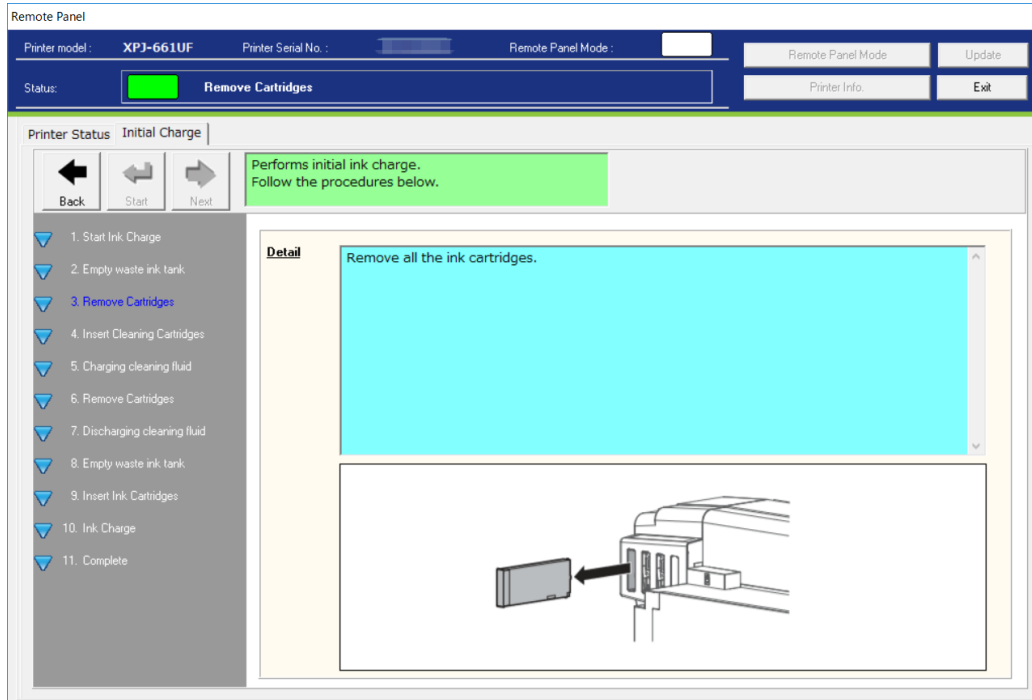 Remote Panel
Printer model : XPJ-661UF Printer Serial No. : Remote Panel Mode :
Remote Panel Mode Update
Status: Remove Cartridges
Printer Info. Exit
Printer Status Initial Charge
Back Start Next
Performs initial ink charge.
Follow the procedures below.
1. Start Ink Charge
2. Empty waste ink tank
3. Remove Cartridges
4. Insert Cleaning Cartridges
5. Charging cleaning fluid
6. Remove Cartridges
7. Discharging cleaning fluid
8. Empty waste ink tank
9. Insert Ink Cartridges
10. Ink Charge
11. Complete
Detail
Remove all the ink cartridges.